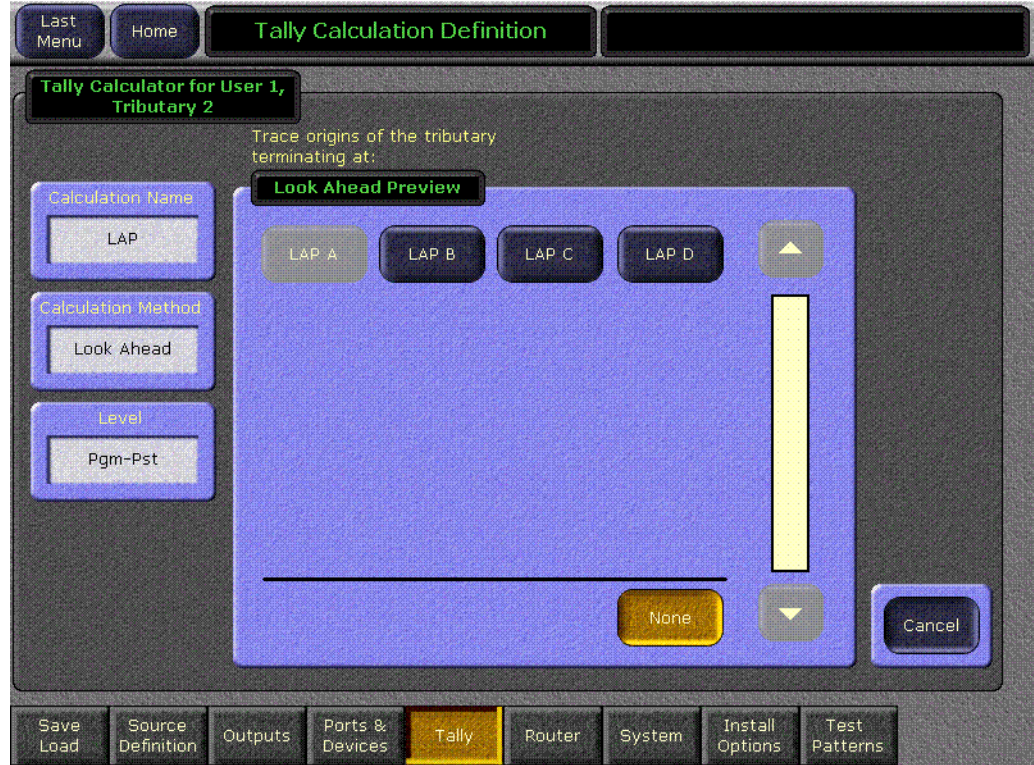 Last
Menu
Home
Tally Calculation Definition
Tally Calculator for User 1,
Tributary 2
Trace origins of the tributary
terminating at:
Look Ahead Preview
Calculation Name
LAP
Calculation Method
Look Ahead
Level
Pgm-Pst
LAP A
LAP B
LAP C
LAP D
None
Cancel
Save
Load
Source
Definition
Outputs
Ports &
Devices
Tally
Router
System
Install
Options
Test
Patterns